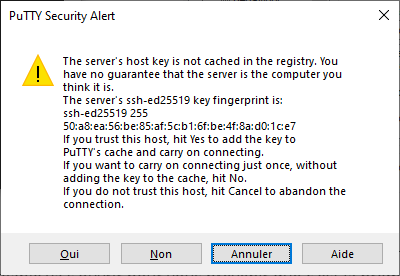 PuTTY Security Alert
The server's host key is not cached in the registry. You
have no guarantee that the server is the computer you
think it is.
The server's ssh-ed25519 key fingerprint is:
ssh-ed25519 255
50:a8:ea:56:be:85:af:5c:b1:6f:be:4f:8a:d0:1c:e7
If you trust this host, hit Yes to add the key to
PuTTY's cache and carry on connecting.
If you want to carry on connecting just once, without
adding the key to the cache, hit No.
If you do not trust this host, hit Cancel to abandon the
connection.
Oui Non Annuler Aide